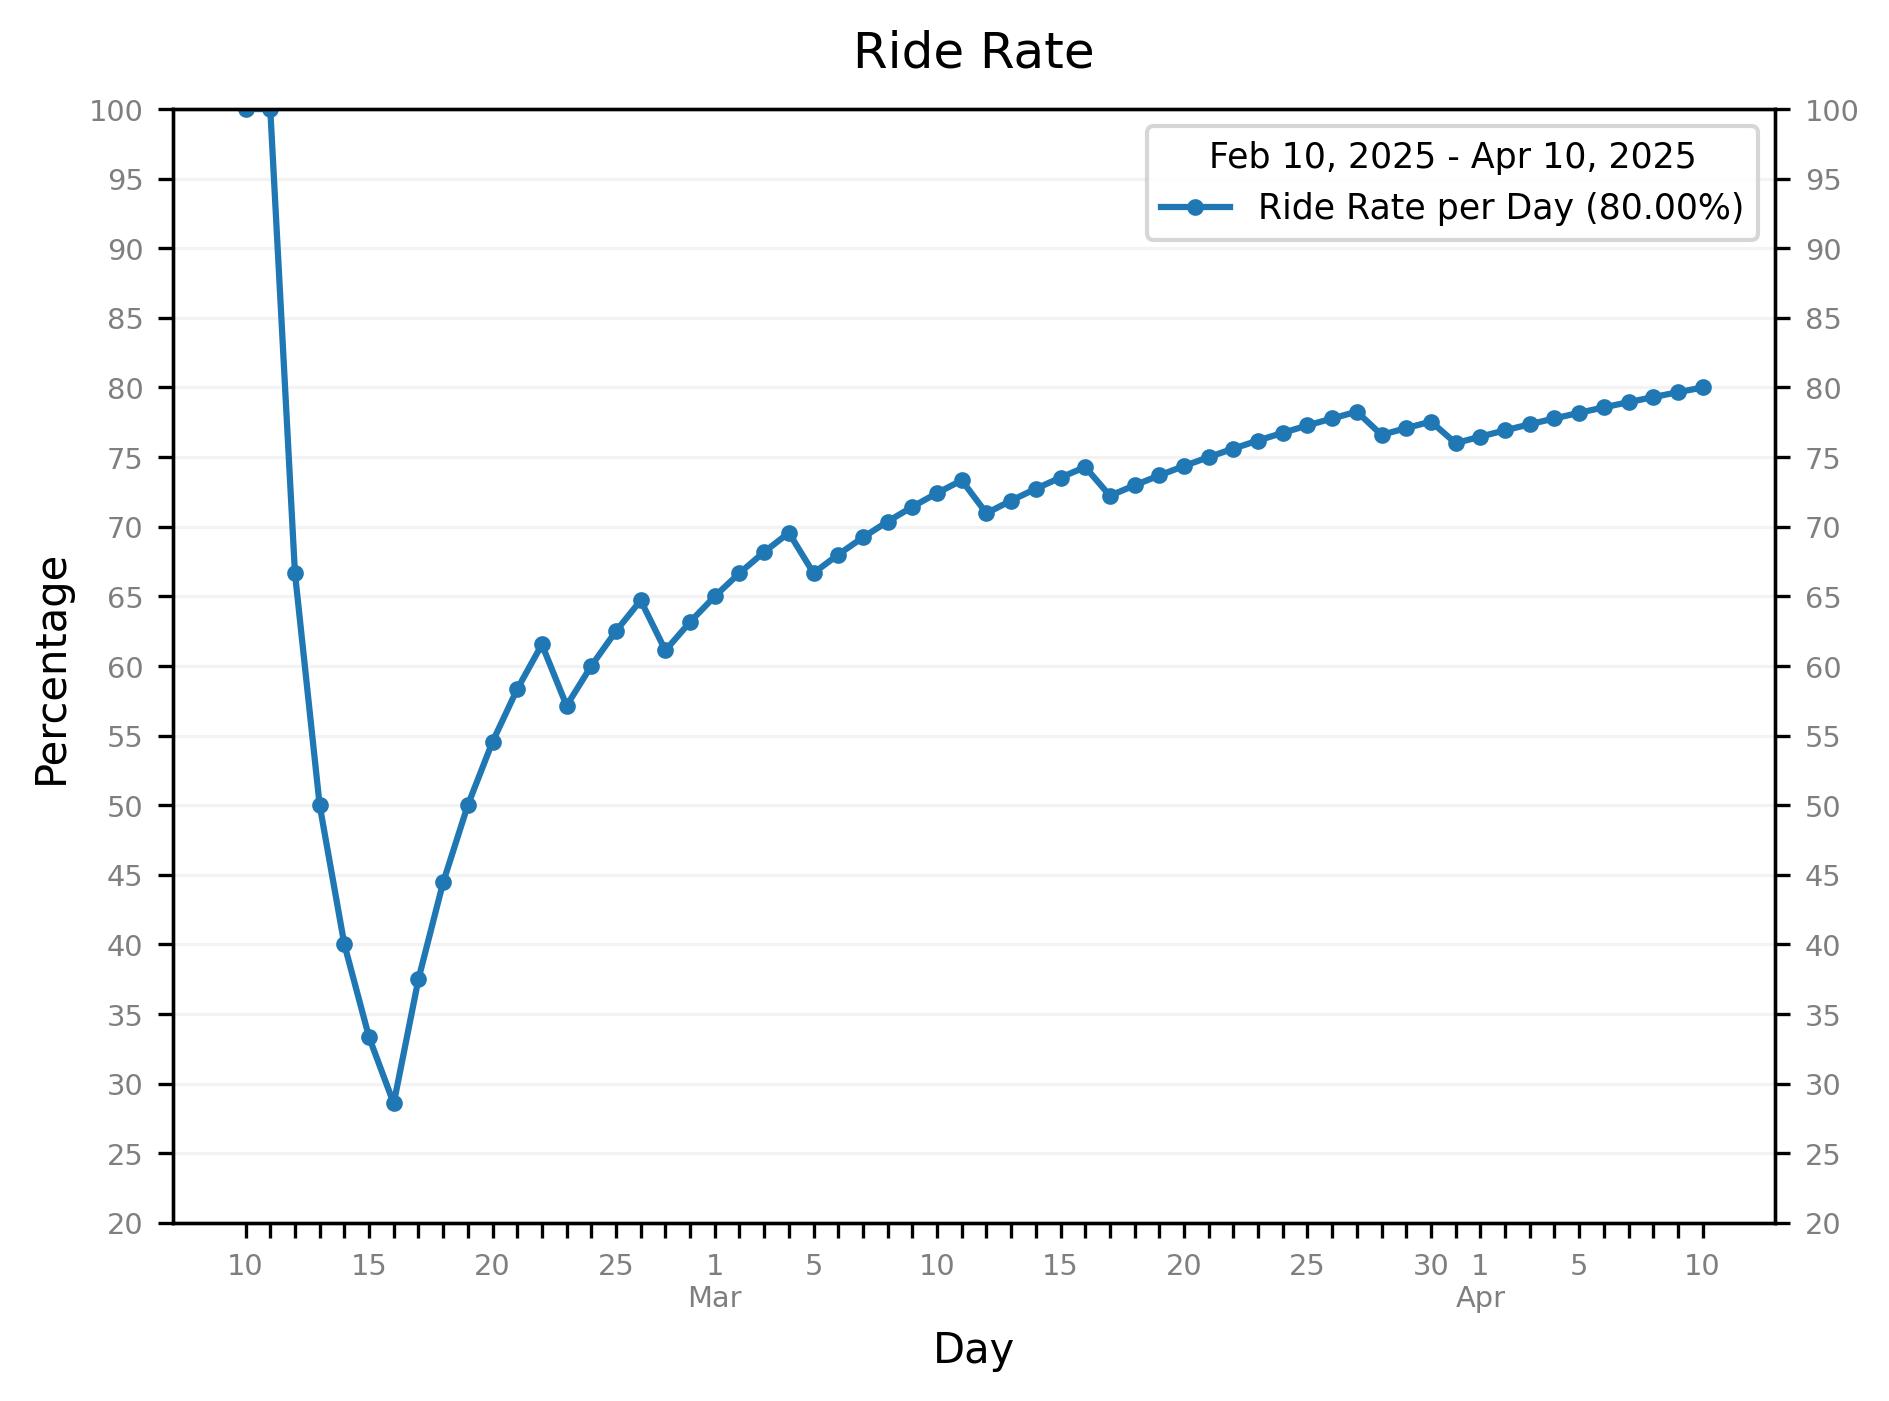 Ride Rate
Feb 10, 2025 - Apr 10, 2025
Ride Rate per Day (80.00%)
Percentage
100 100
95 95
90 90
85 85
80 80
75 75
70 70
65 65
60 60
55 55
50 50
45 45
40 40
35 35
30 30
25 25
20 20
10 15 20 25 1 5 10 15 20 25 30 1 5 10
Mar Apr
Day